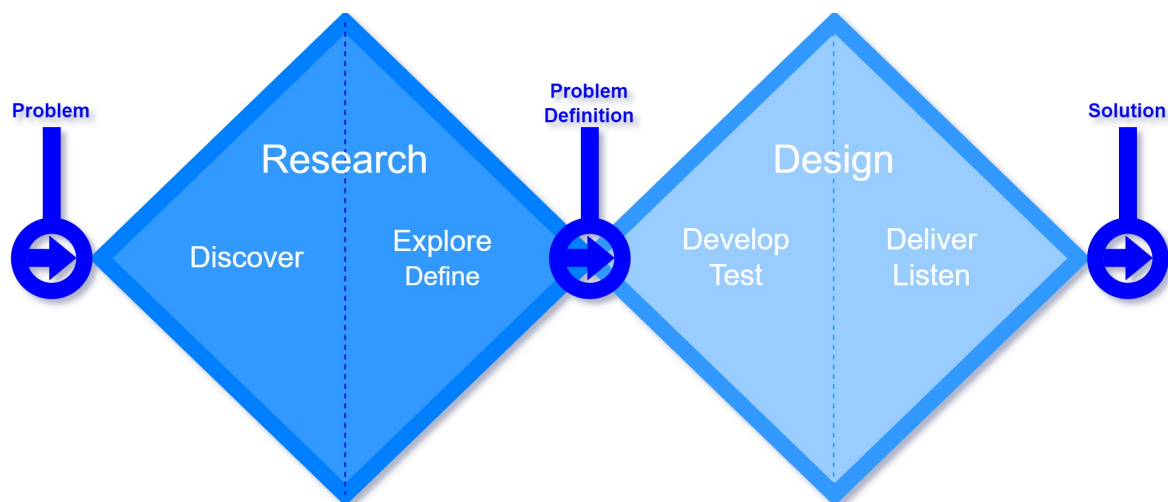 Problem
Research
Discover
Explore
Define
Problem
Definition
Design
Develop
Test
Deliver
Listen
Solution